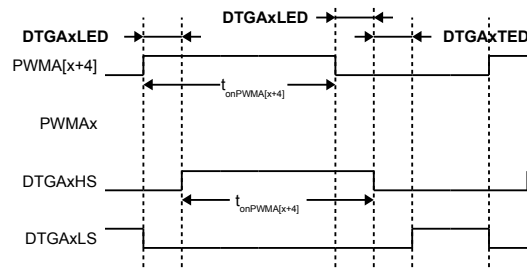 DTGAxLED
DTGAxLED
DTGAxTED
PWMA[x+4]
tonPWMA[x+4]
PWMAx
DTGAxHS
tonPWMA[x+4]
DTGAxLS